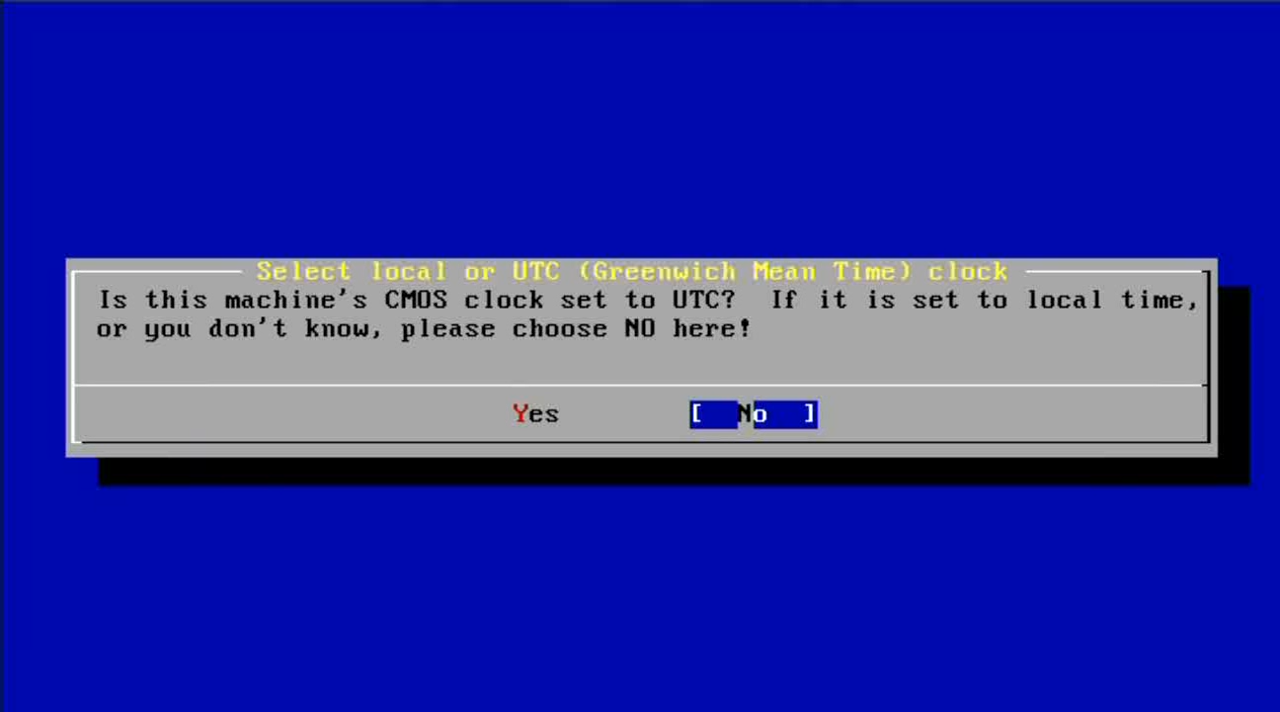 Select local or UTC (Greenwich Mean Time) clock
Is this machine's CMOS clock set to UTC?  If it is set to local time,
or you don't know, please choose NO here!
Yes [  No  ]